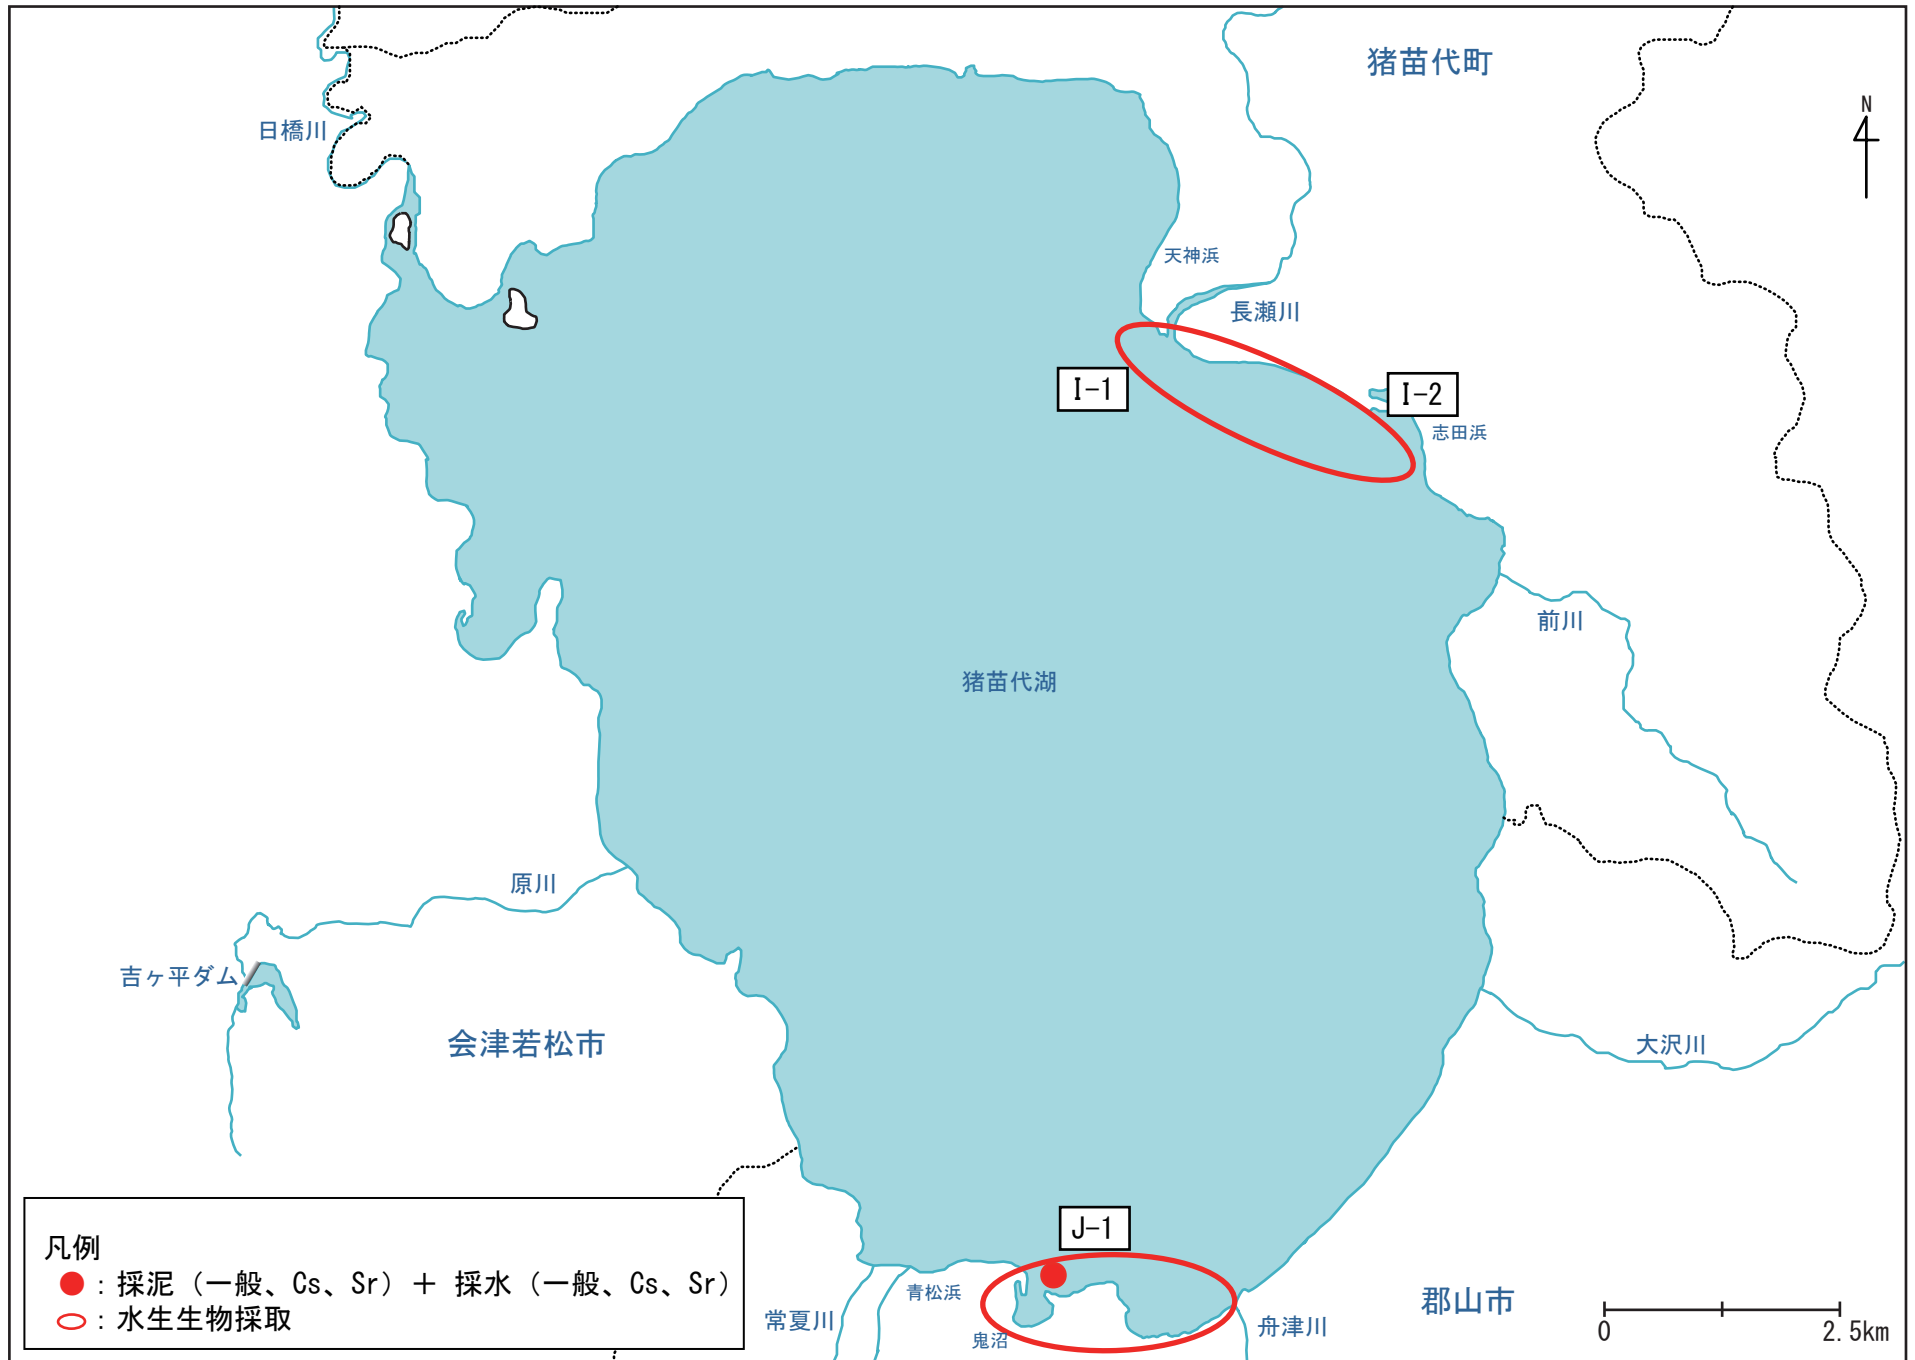 猪苗代町
N
日橋川
天神浜
長瀬川
I-1
I-2
志田浜
前川
猪苗代湖
原川
吉ヶ平ダム
会津若松市
大沢川
J-1
青松浜
常夏川
鬼沼
舟津川
郡山市
0
2.5km
凡例
：採泥（一般、Cs、Sr）＋ 採水（一般、Cs、Sr）
：水生生物採取